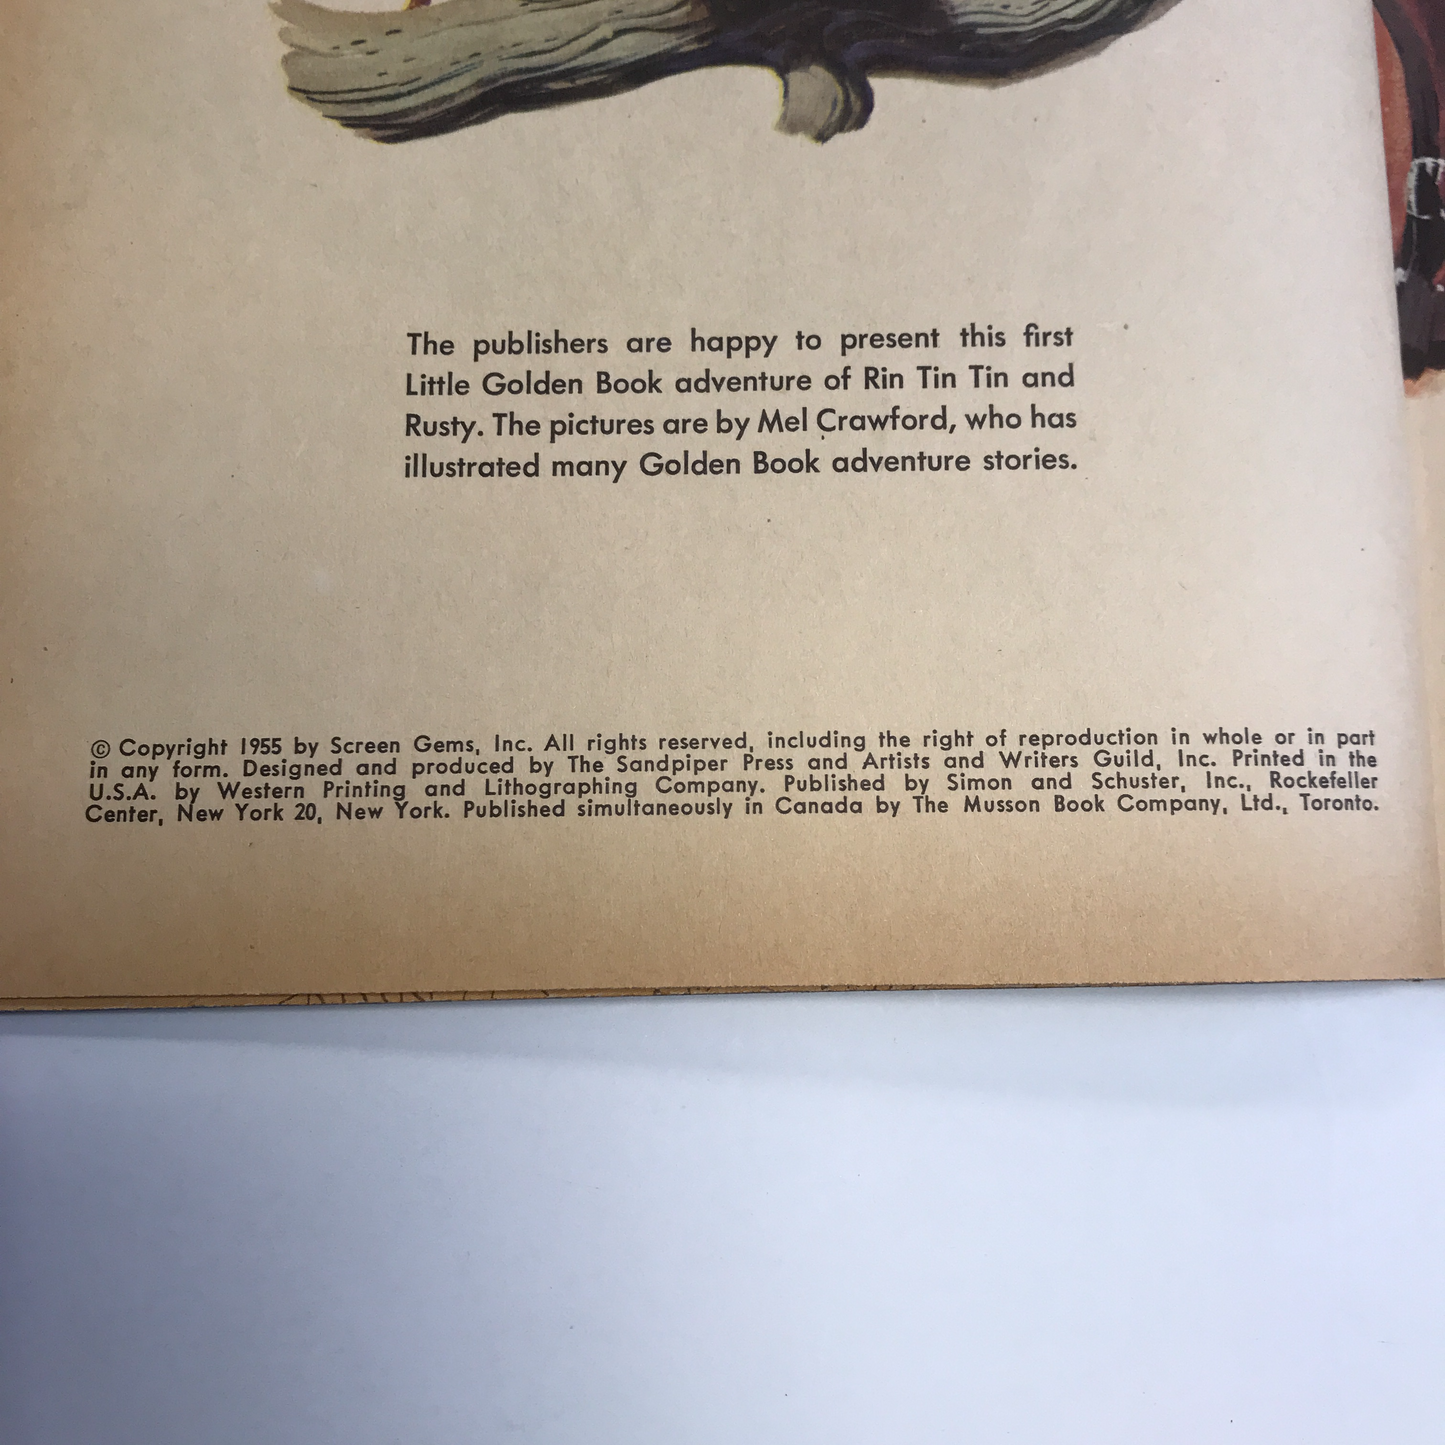 The publishers are happy to present this first
Little Golden Book adventure of Rin Tin Tin and
Rusty. The pictures are by Mel Crawford, who has
illustrated many Golden Book adventure stories.
© Copyright 1955 by Screen Gems, Inc. All rights reserved, including the right of reproduction in whole or in part
in any form. Designed and produced by The Sandpiper Press and Artists and Writers Guild, Inc. Printed in the
U.S.A. by Western Printing and Lithographing Company. Published by Simon and Schuster, Inc., Rockefeller
Center, New York 20, New York. Published simultaneously in Canada by The Musson Book Company, Ltd., Toronto.